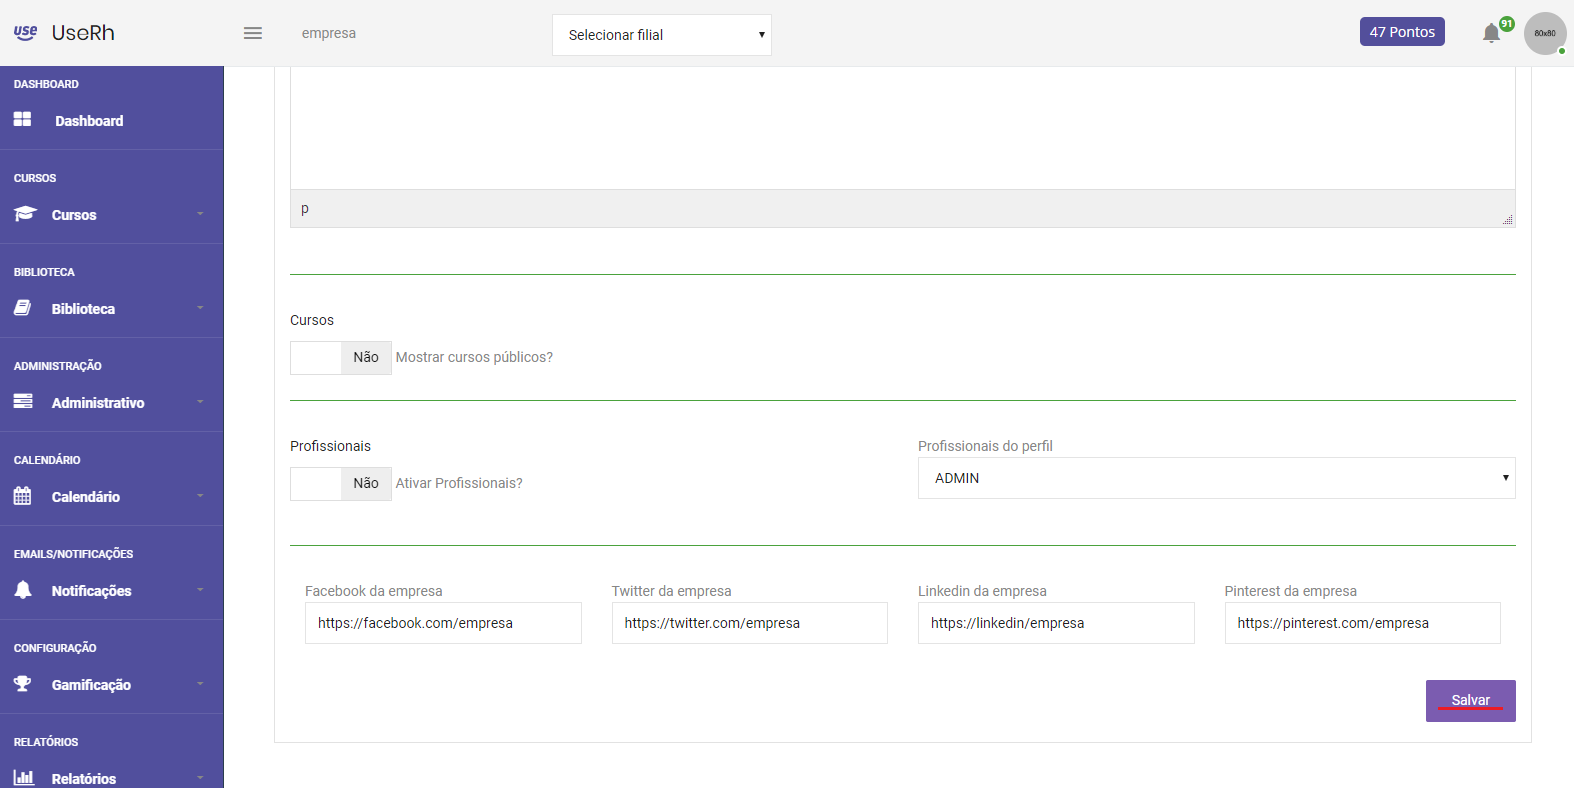 use UseRh
empresa
Selecionar filial
47 Pontos
91
80x80
DASHBOARD
Dashboard
CURSOS
Cursos
BIBLIOTECA
Biblioteca
ADMINISTRAÇÃO
Administrativo
CALENDÁRIO
Calendário
EMAILS/NOTIFICAÇÕES
Notificações
CONFIGURAÇÃO
Gamificação
RELATÓRIOS
Relatórios
p
Cursos
Não Mostrar cursos públicos?
Profissionais
Não Ativar Profissionais?
Profissionais do perfil
ADMIN
Facebook da empresa
https://facebook.com/empresa
Twitter da empresa
https://twitter.com/empresa
Linkedin da empresa
https://linkedin/empresa
Pinterest da empresa
https://pinterest.com/empresa
Salvar